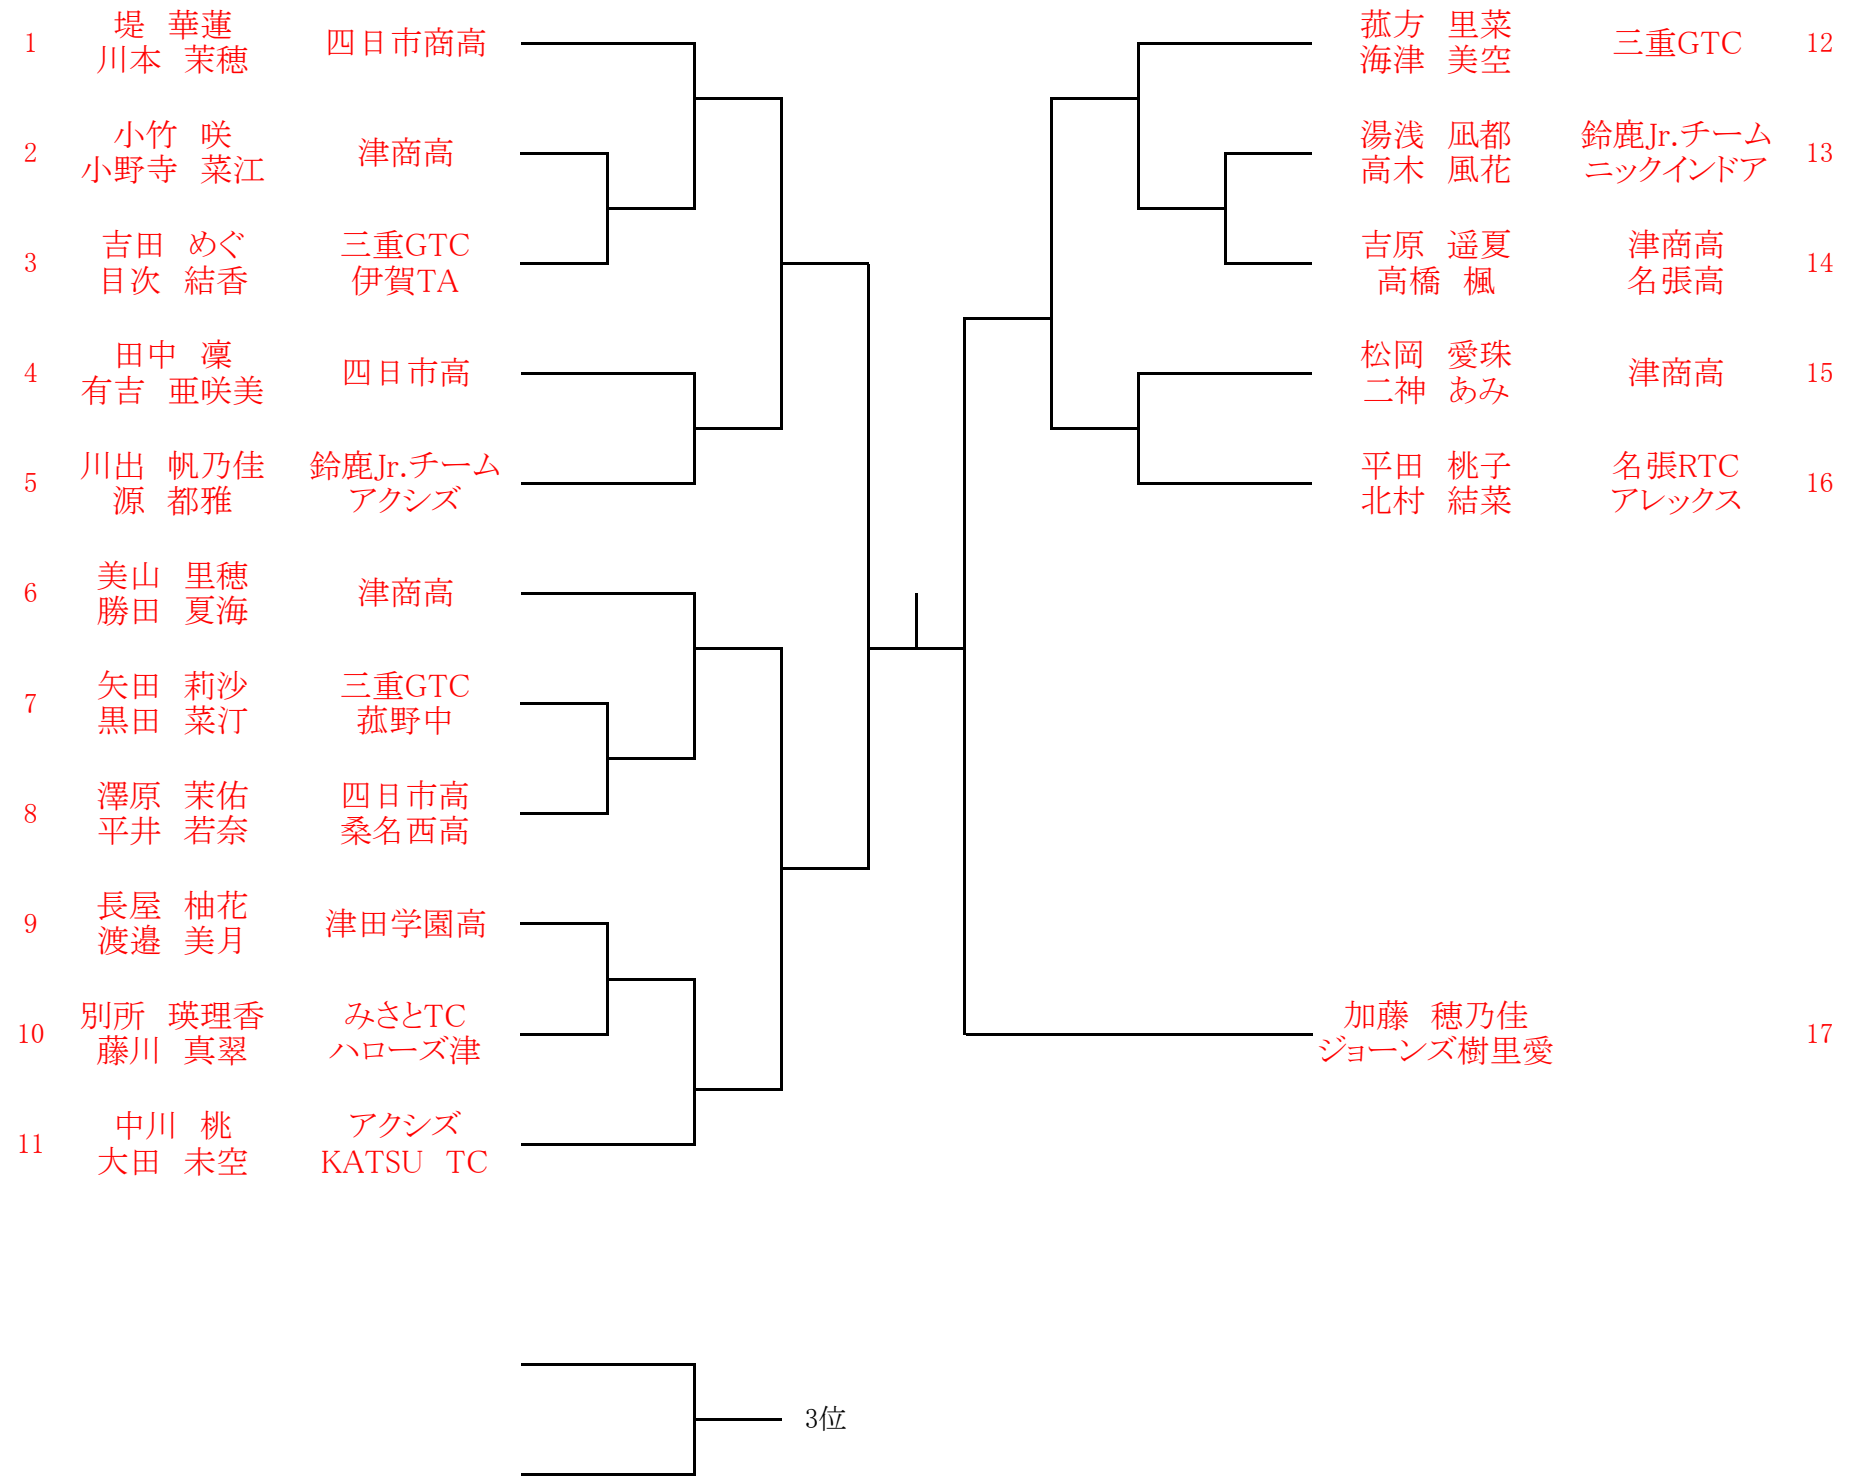 1
堤　華蓮
川本　茉穂
四日市商高
2
小竹　咲
小野寺　菜江
津商高
3
吉田　めぐ
目次　結香
三重GTC
伊賀TA
4
田中　凜
有吉　亜咲美
四日市高
5
川出　帆乃佳
源　都雅
鈴鹿Jr.チーム
アクシズ
6
美山　里穂
勝田　夏海
津商高
7
矢田　莉沙
黒田　菜汀
三重GTC
菰野中
8
澤原　茉佑
平井　若奈
四日市高
桑名西高
9
長屋　柚花
渡邉　美月
津田学園高
10
別所　瑛理香
藤川　真翠
みさとTC
ハローズ津
11
中川　桃
大田　未空
アクシズ
KATSU　TC
菰方　里菜
海津　美空
三重GTC
12
湯浅　凪都
高木　風花
鈴鹿Jr.チーム
ニックインドア
13
吉原　遥夏
高橋　楓
津商高
名張高
14
松岡　愛珠
二神　あみ
津商高
15
平田　桃子
北村　結菜
名張RTC
アレックス
16
加藤　穂乃佳
ジョーンズ樹里愛
17
3位